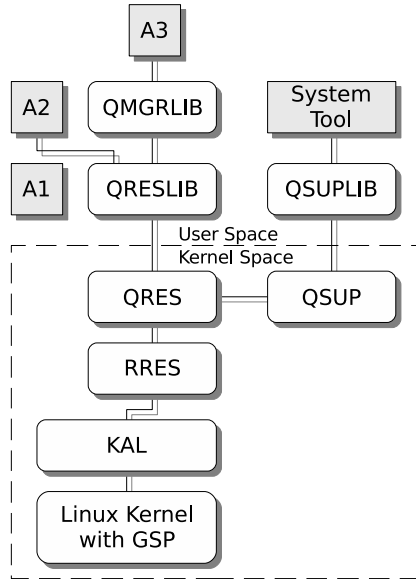 A3
A2
QMGRLIB
System
Tool
A1
QRESLIB
QSUPLIB
User Space
Kernel Space
QRES
QSUP
RRES
KAL
Linux Kernel
with GSP